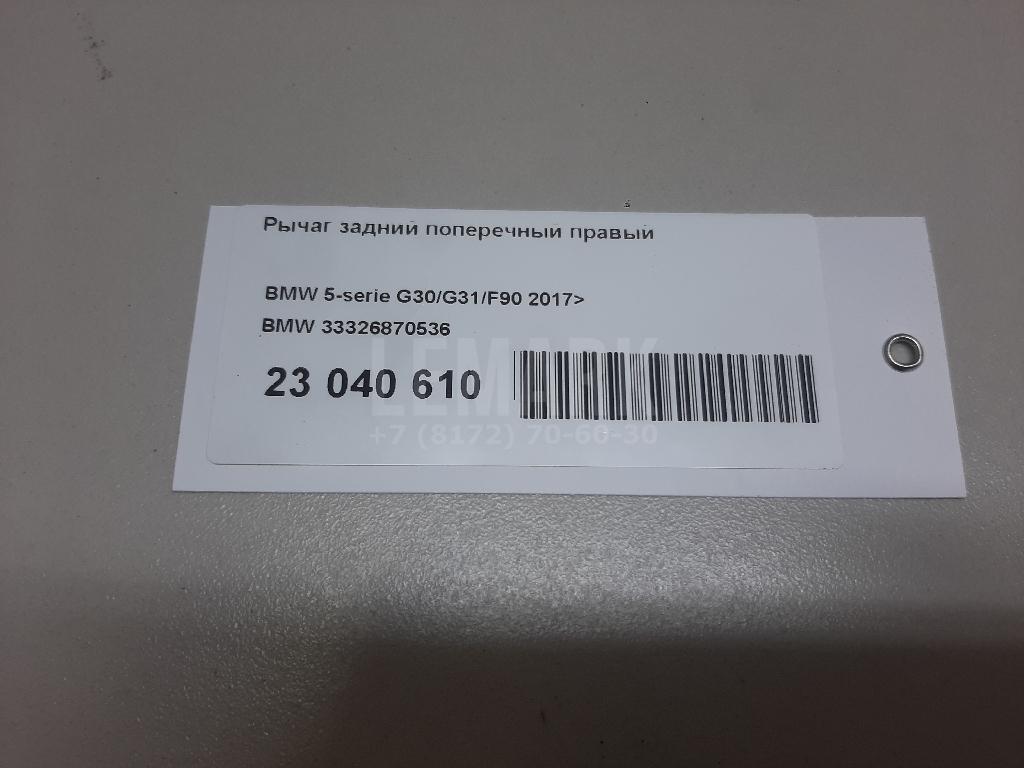 Рычаг задний поперечный правый
BMW 5-serie G30/G31/F90 2017>
BMW 33326870536
23 040 610
LEMARK
+7 (8172) 70-60-30